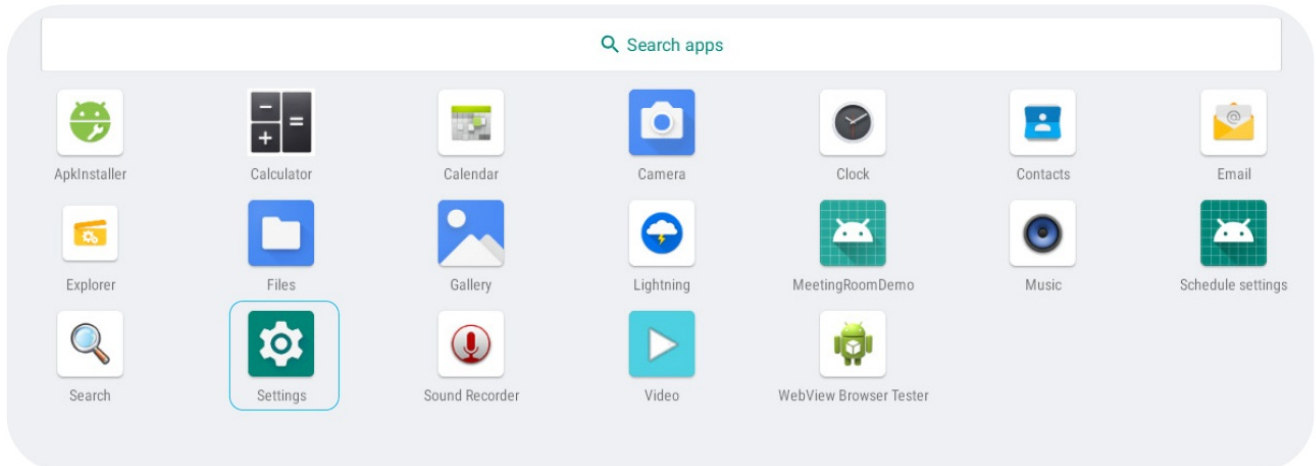 Search apps
ApkInstaller
Calculator
Calendar
Camera
Clock
Contacts
Email
Explorer
Files
Gallery
Lightning
MeetingRoomDemo
Music
Schedule settings
Search
Settings
Sound Recorder
Video
WebView Browser Tester